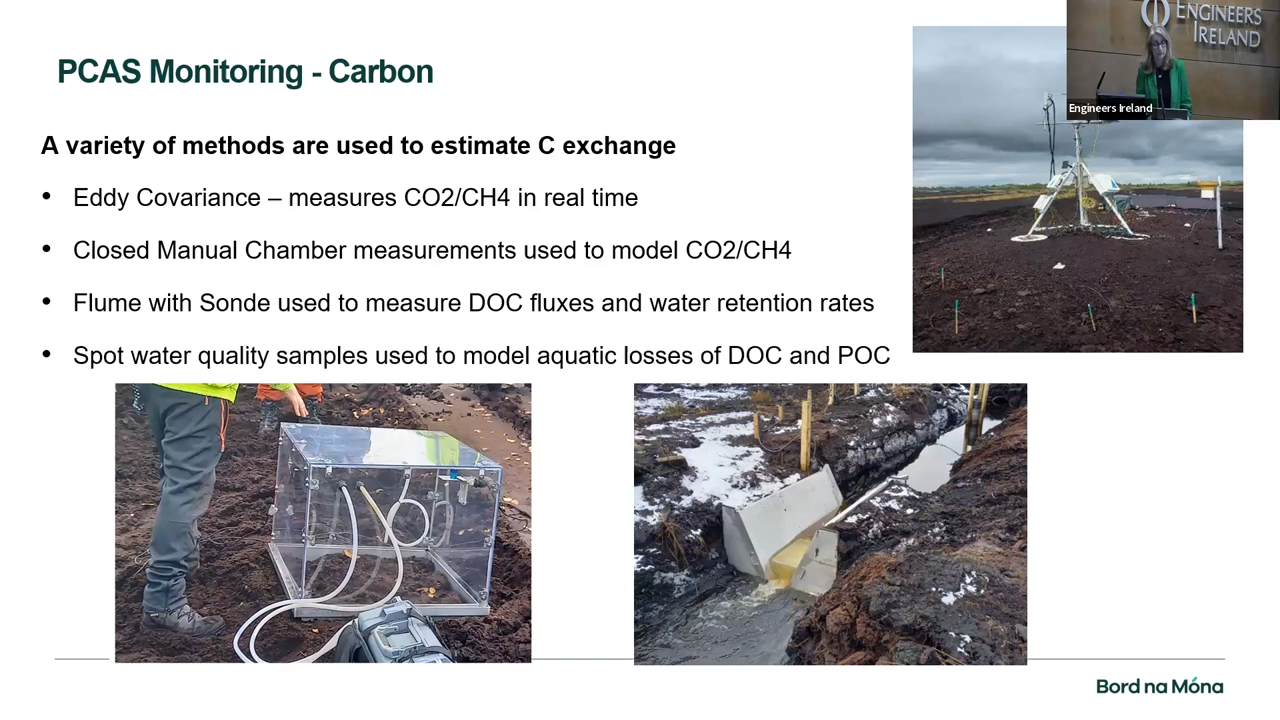 PCAS Monitoring - Carbon
ENGINEERS
IRELAND
Engineers Ireland
A variety of methods are used to estimate C exchange
• Eddy Covariance – measures CO2/CH4 in real time
• Closed Manual Chamber measurements used to model CO2/CH4
• Flume with Sonde used to measure DOC fluxes and water retention rates
• Spot water quality samples used to model aquatic losses of DOC and POC
Bord na Móna